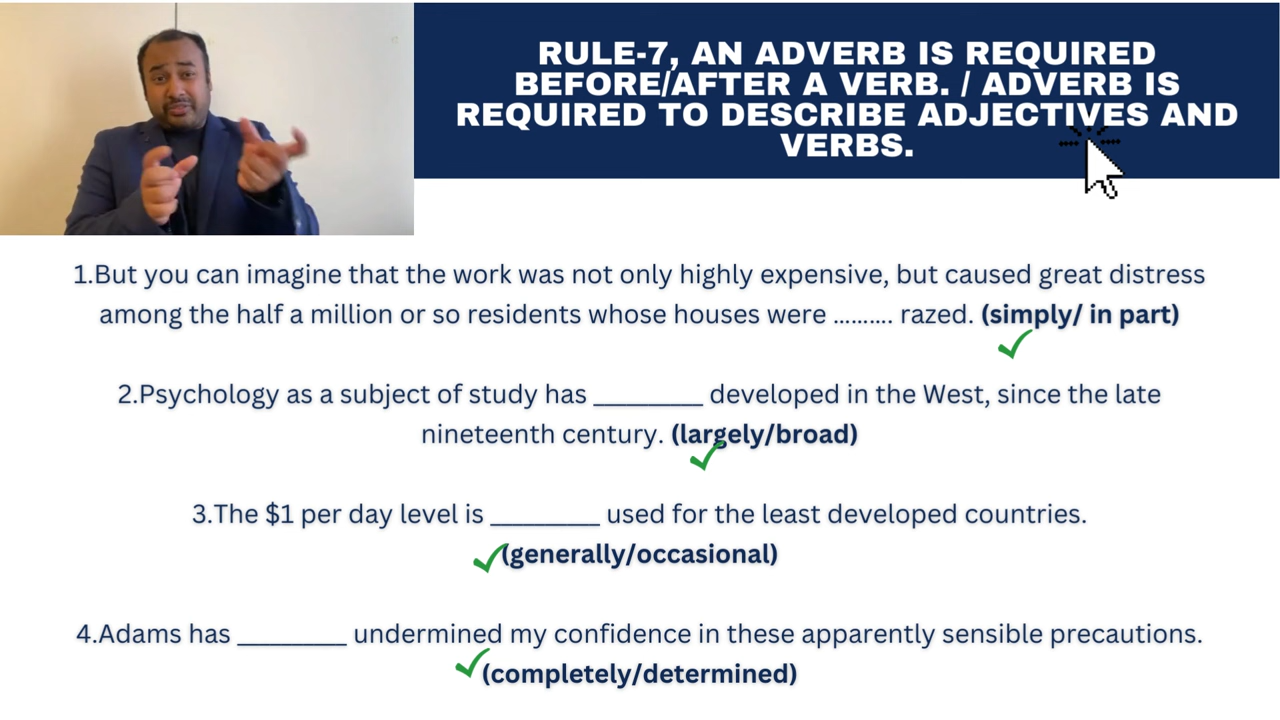 RULE-7, AN ADVERB IS REQUIRED
BEFORE/AFTER A VERB. / ADVERB IS
REQUIRED TO DESCRIBE ADJECTIVES AND
VERBS.
1.But you can imagine that the work was not only highly expensive, but caused great distress
among the half a million or so residents whose houses were .......... razed. (simply/ in part)
2.Psychology as a subject of study has _________ developed in the West, since the late
nineteenth century. (largely/broad)
3.The $1 per day level is _________ used for the least developed countries.
(generally/occasional)
4.Adams has _________ undermined my confidence in these apparently sensible precautions.
(completely/determined)